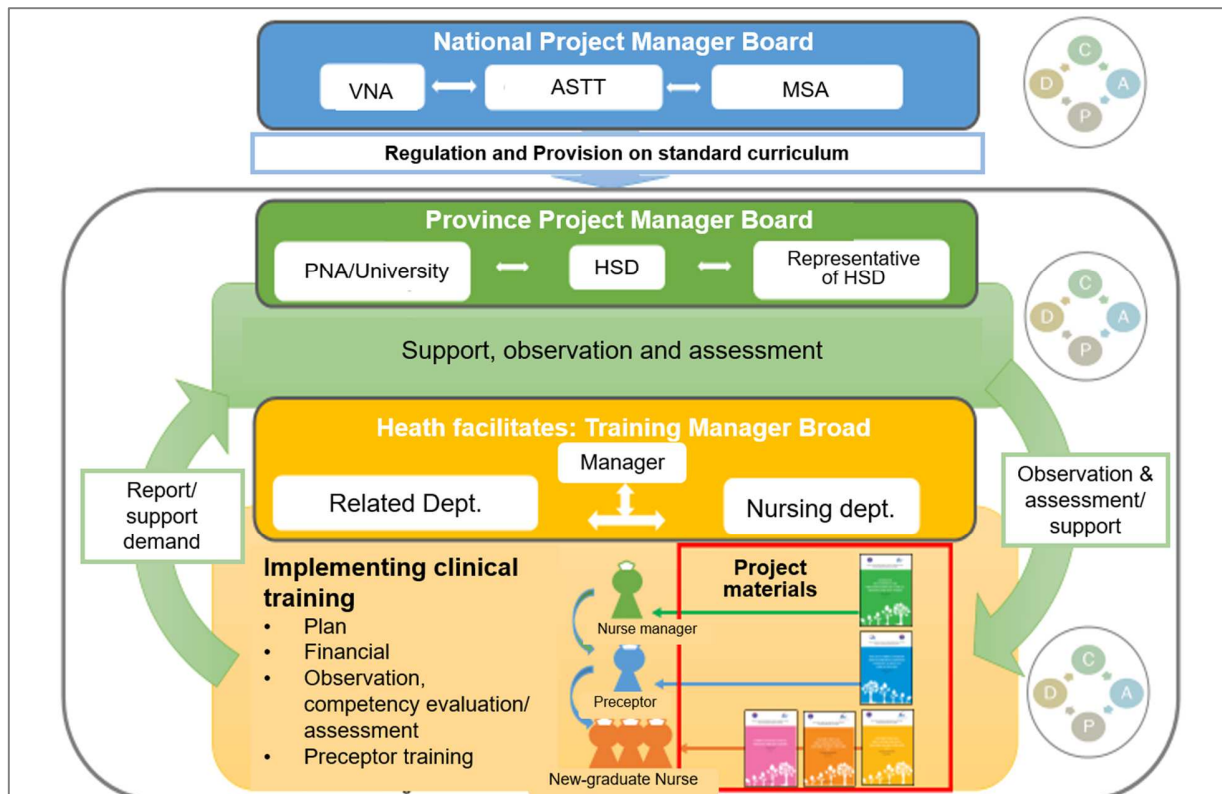 National Project Manager Board
VNA
ASTT
MSA
C
D
A
P
Regulation and Provision on standard curriculum
Province Project Manager Board
PNA/University
HSD
Representative
of HSD
C
D
A
P
Support, observation and assessment
Heath facilitates: Training Manager Broad
Manager
Related Dept.
Nursing dept.
Report/
support
demand
Observation &
assessment/
support
Implementing clinical
training
• Plan
• Financial
• Observation,
competency evaluation/
assessment
• Preceptor training
Project
materials
Nurse manager
Preceptor
New-graduate Nurse
C
D
A
P